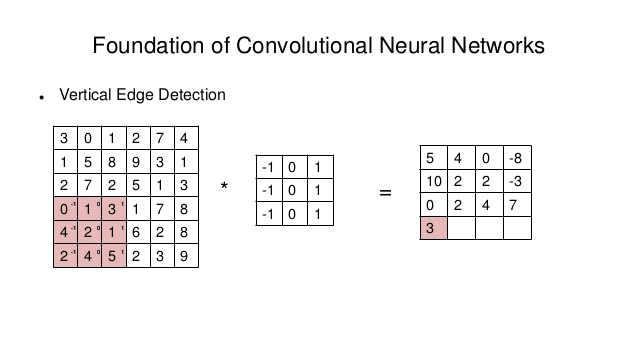 Foundation of Convolutional Neural Networks
• Vertical Edge Detection
3 0 1 2 7 4
1 5 8 9 3 1
2 7 2 5 1 3
0 -1 1 0 3 1 1 7 8
4 -1 2 0 1 1 6 2 8
2 -1 4 0 5 1 2 3 9
*
-1 0 1
-1 0 1
-1 0 1
=
5 4 0 -8
10 2 2 -3
0 2 4 7
3